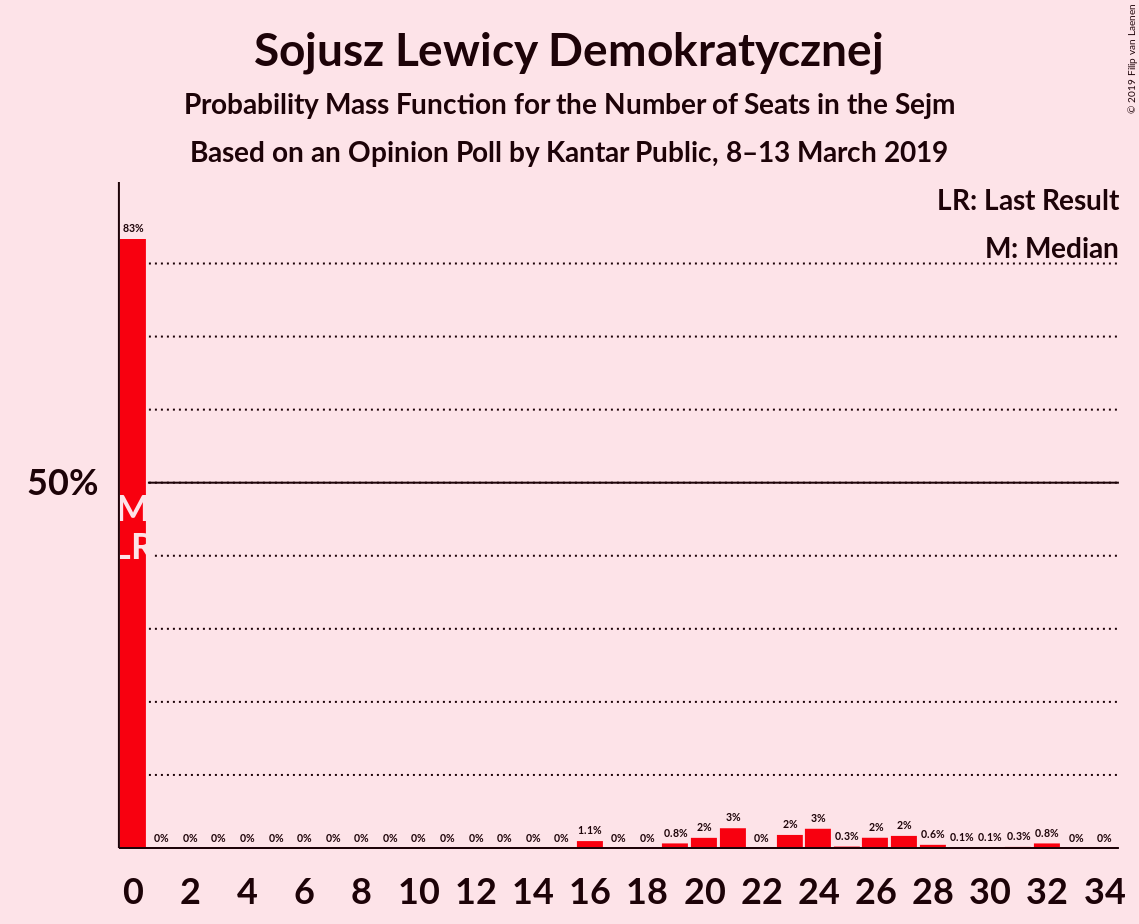 Sojusz Lewicy Demokratycznej
Probability Mass Function for the Number of Seats in the Sejm
Based on an Opinion Poll by Kantar Public, 8–13 March 2019
© 2019 Filip van Laenen
LR: Last Result
M: Median
83%
50%
M
LR
0% 0% 0% 0% 0% 0% 0% 0% 0% 0% 0% 0% 0% 0% 0% 1.1% 0% 0% 0.8% 2% 3% 0% 2% 3% 0.3% 2% 2% 0.6% 0.1% 0.1% 0.3% 0.8% 0% 0%
0 2 4 6 8 10 12 14 16 18 20 22 24 26 28 30 32 34